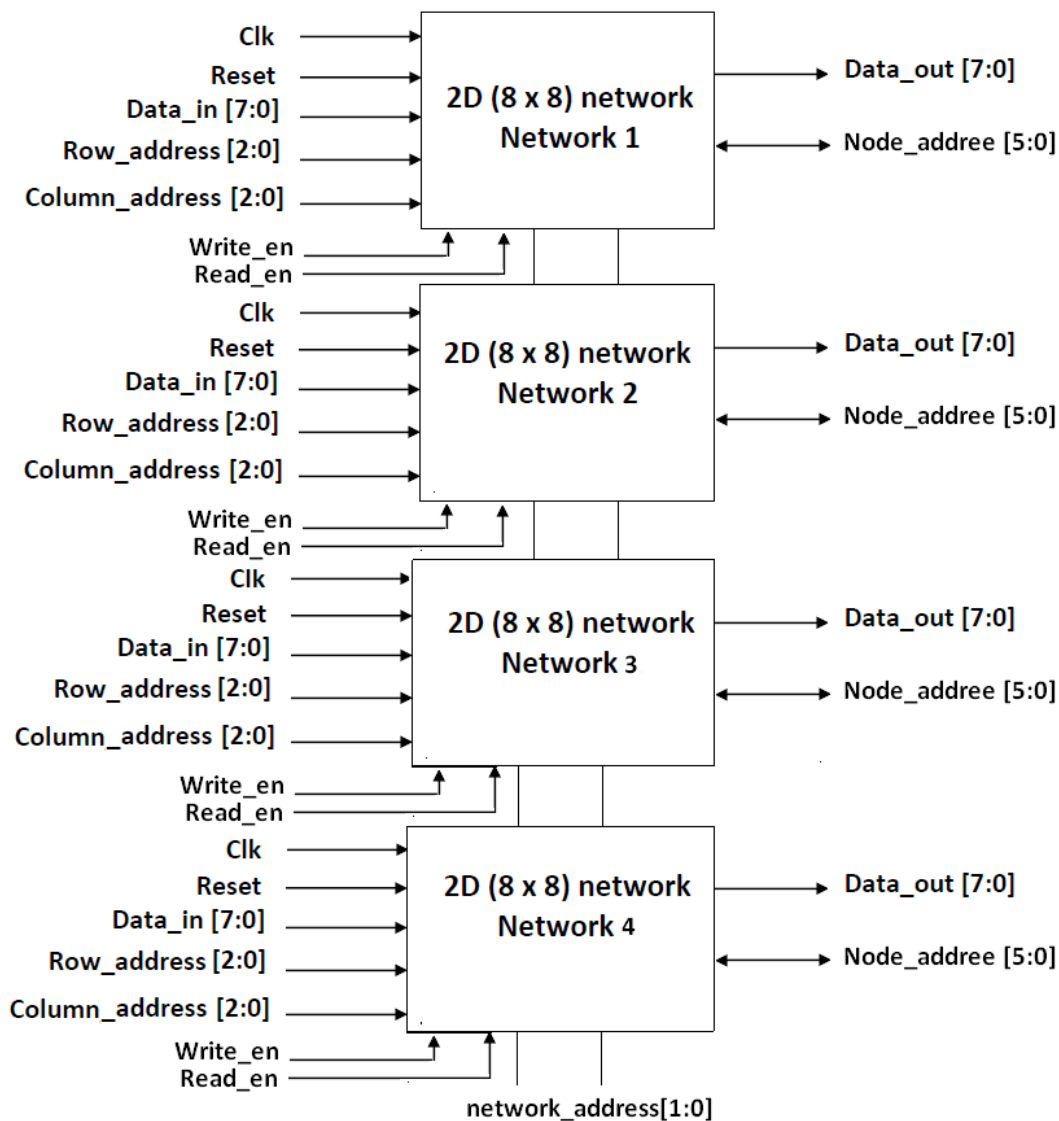 Clk
Reset
Data_in [7:0]
Row_address [2:0]
Column_address [2:0]
Write_en
Read_en
2D (8 x 8) network
Network 1
Data_out [7:0]
Node_addree [5:0]
Clk
Reset
Data_in [7:0]
Row_address [2:0]
Column_address [2:0]
Write_en
Read_en
2D (8 x 8) network
Network 2
Data_out [7:0]
Node_addree [5:0]
Clk
Reset
Data_in [7:0]
Row_address [2:0]
Column_address [2:0]
Write_en
Read_en
2D (8 x 8) network
Network 3
Data_out [7:0]
Node_addree [5:0]
Clk
Reset
Data_in [7:0]
Row_address [2:0]
Column_address [2:0]
Write_en
Read_en
2D (8 x 8) network
Network 4
Data_out [7:0]
Node_addree [5:0]
network_address[1:0]